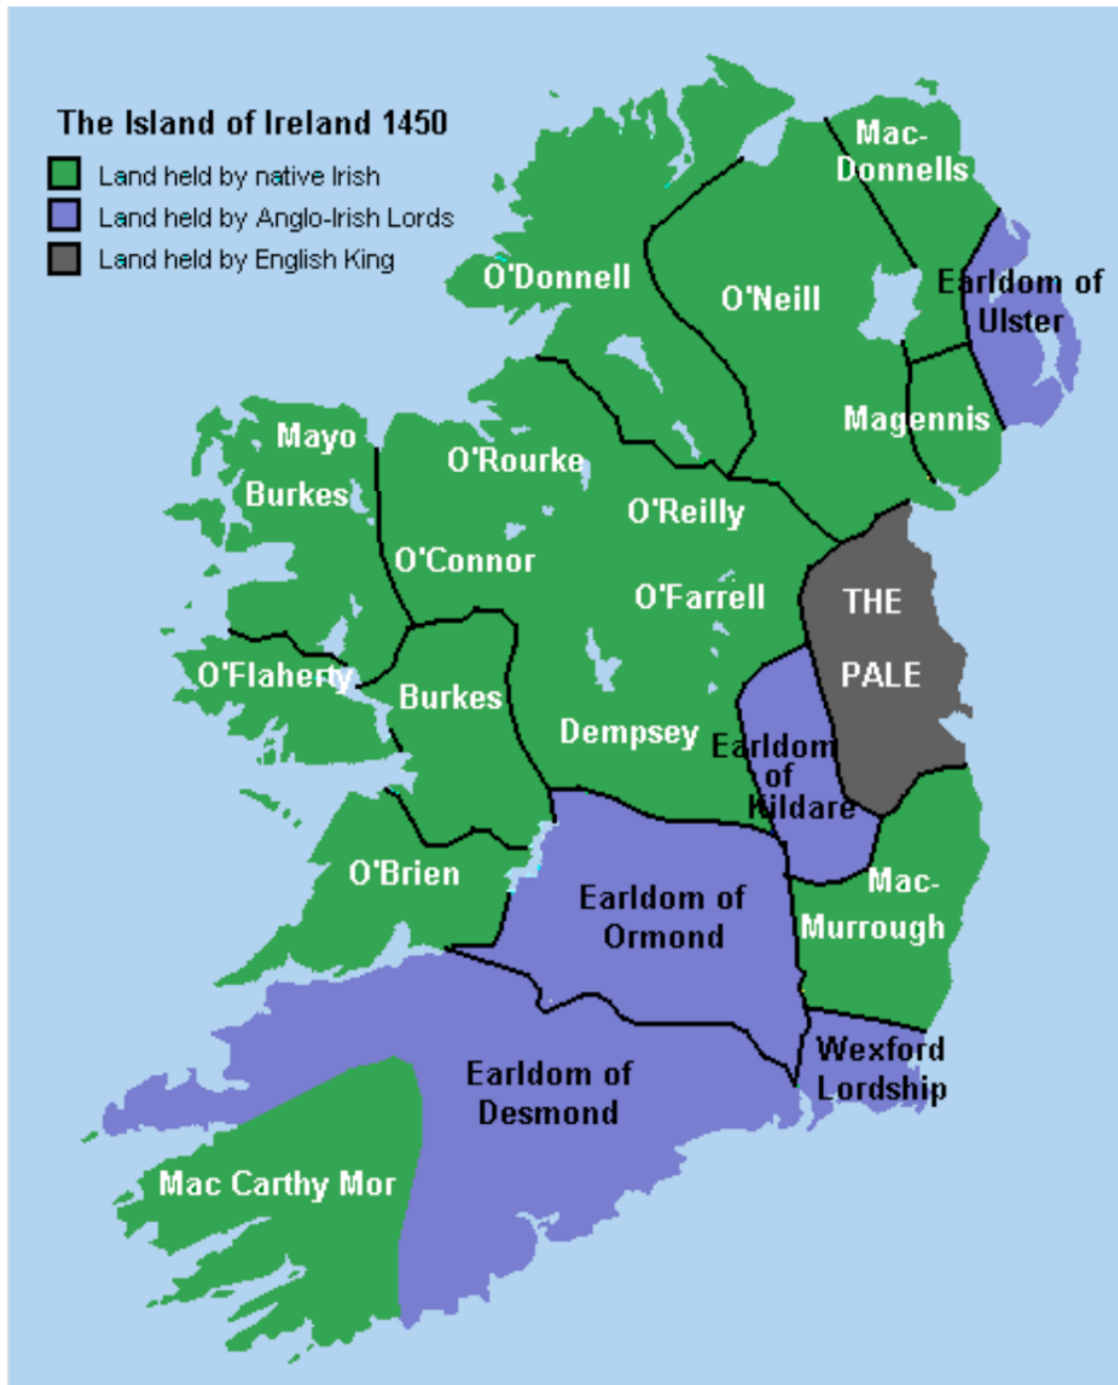 The Island of Ireland 1450
Land held by native Irish
Land held by Anglo-Irish Lords
Land held by English King
Mac-
Donnells
O'Donnell
O'Neill
Earldom of
Ulster
Magennis
Mayo
Burkes
O'Rourke
O'Reilly
O'Connor
O'Farrell
THE
PALE
O'Flaherty
Burkes
Dempsey
Earldom
of
Kildare
O'Brien
Earldom of
Ormond
Mac-
Murrough
Wexford
Lordship
Earldom of
Desmond
Mac Carthy Mor